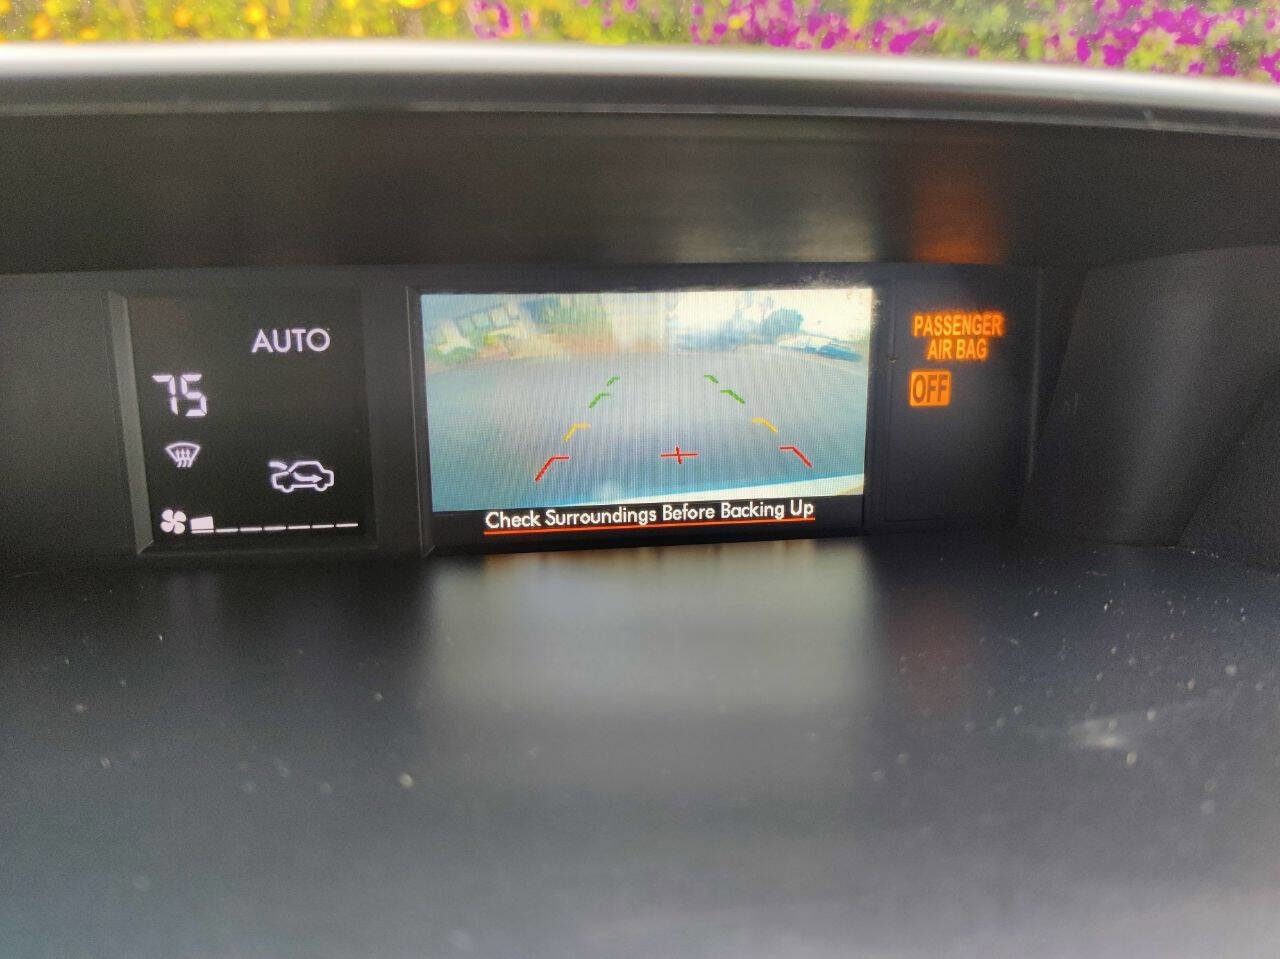 AUTO
75
Check Surroundings Before Backing Up
PASSENGER
AIR BAG
OFF